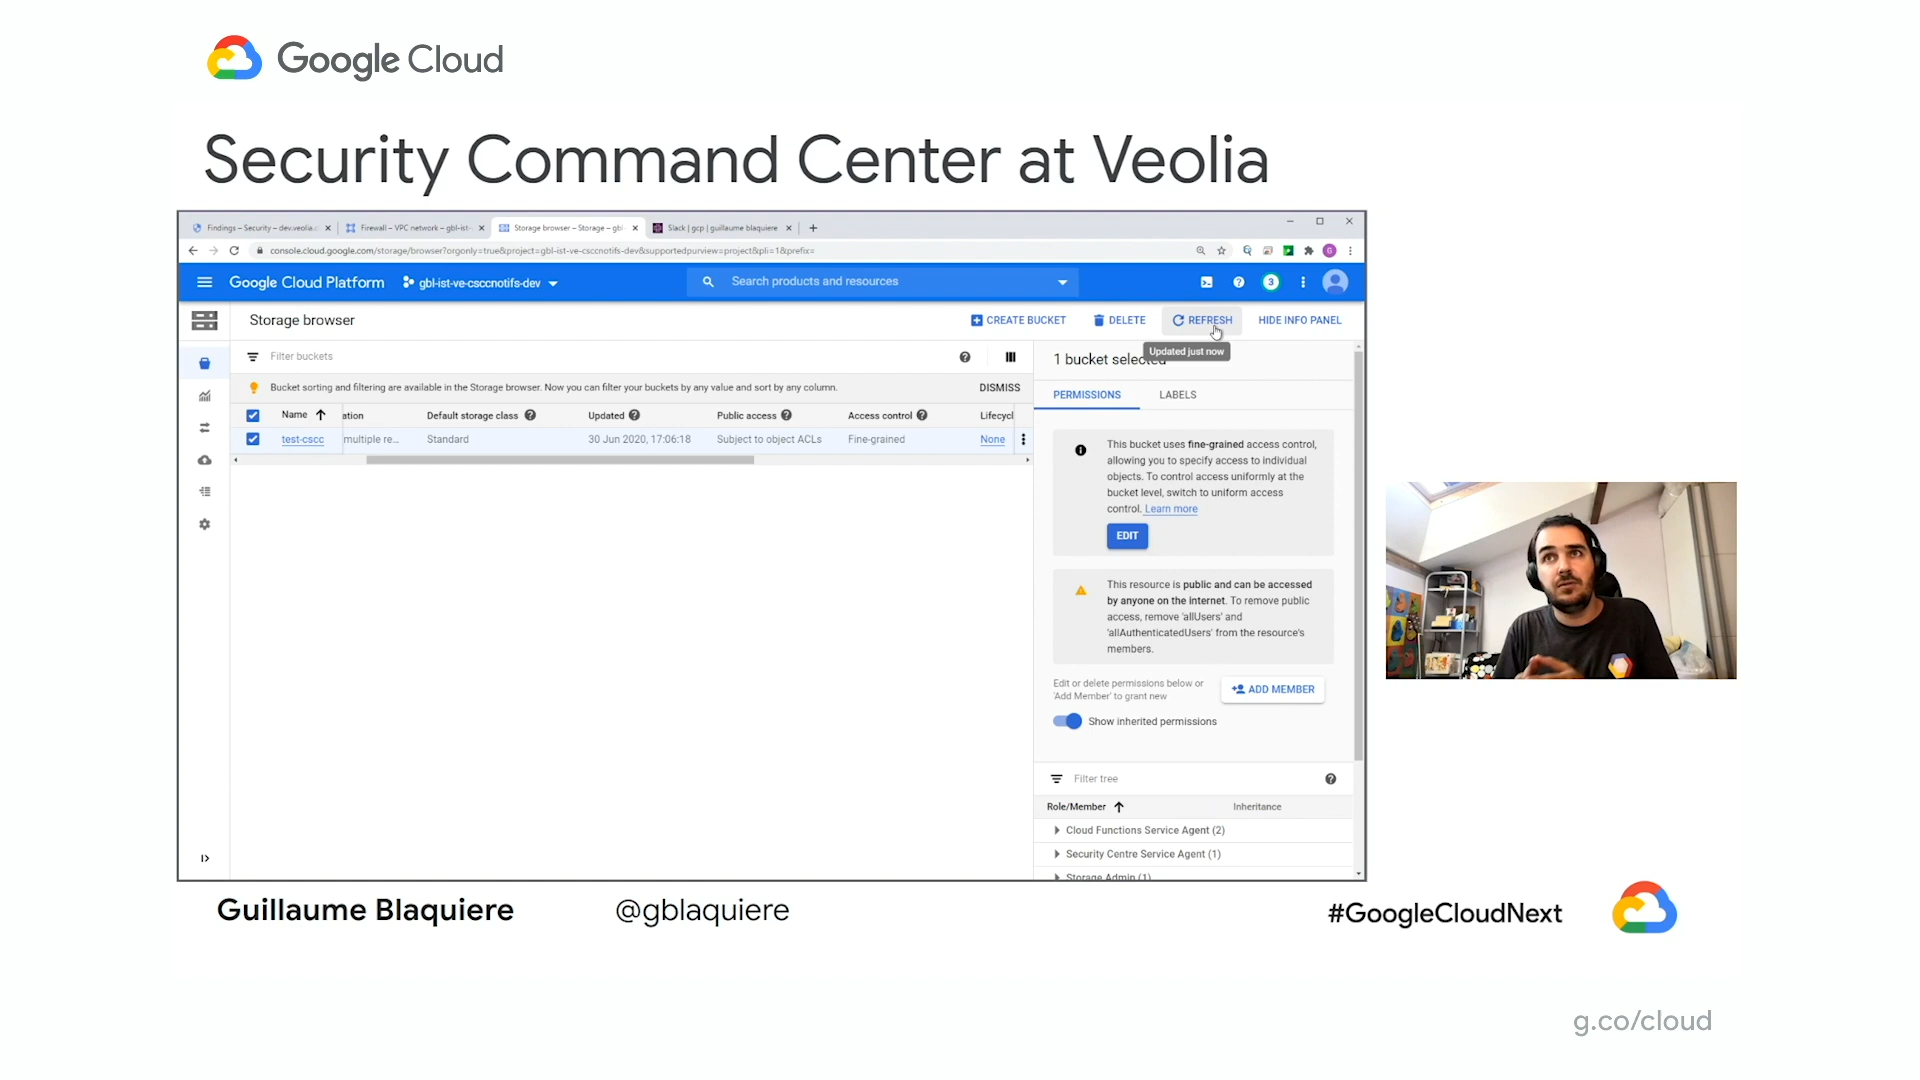 Google Cloud
Security Command Center at Veolia
Findings – Security – dev.veolia.c
Firewall – VPC network – gbl-ist-
Storage browser – Storage – gbl-
Slack | gcp | guillaume blaquiere
console.cloud.google.com/storage/browser?orgonly=true&project=gbl-ist-ve-csccnotifs-dev&supportedpurview=project&pli=1&prefix=
Google Cloud Platform
gbl-ist-ve-csccnotifs-dev
Search products and resources
3
Storage browser
CREATE BUCKET
DELETE
REFRESH
HIDE INFO PANEL
Updated just now
Filter buckets
Bucket sorting and filtering are available in the Storage browser. Now you can filter your buckets by any value and sort by any column.
DISMISS
Name ation Default storage class Updated Public access Access control Lifecycl
test-cscc multiple re... Standard 30 Jun 2020, 17:06:18 Subject to object ACLs Fine-grained None
1 bucket selected
PERMISSIONS
LABELS
This bucket uses fine-grained access control,
allowing you to specify access to individual
objects. To control access uniformly at the
bucket level, switch to uniform access
control. Learn more
EDIT
This resource is public and can be accessed
by anyone on the internet. To remove public
access, remove 'allUsers' and
'allAuthenticatedUsers' from the resource's
members.
Edit or delete permissions below or
'Add Member' to grant new
ADD MEMBER
Show inherited permissions
Filter tree
Role/Member Inheritance
Cloud Functions Service Agent (2)
Security Centre Service Agent (1)
Storage Admin (1)
Guillaume Blaquiere
@gblaquiere
#GoogleCloudNext
g.co/cloud